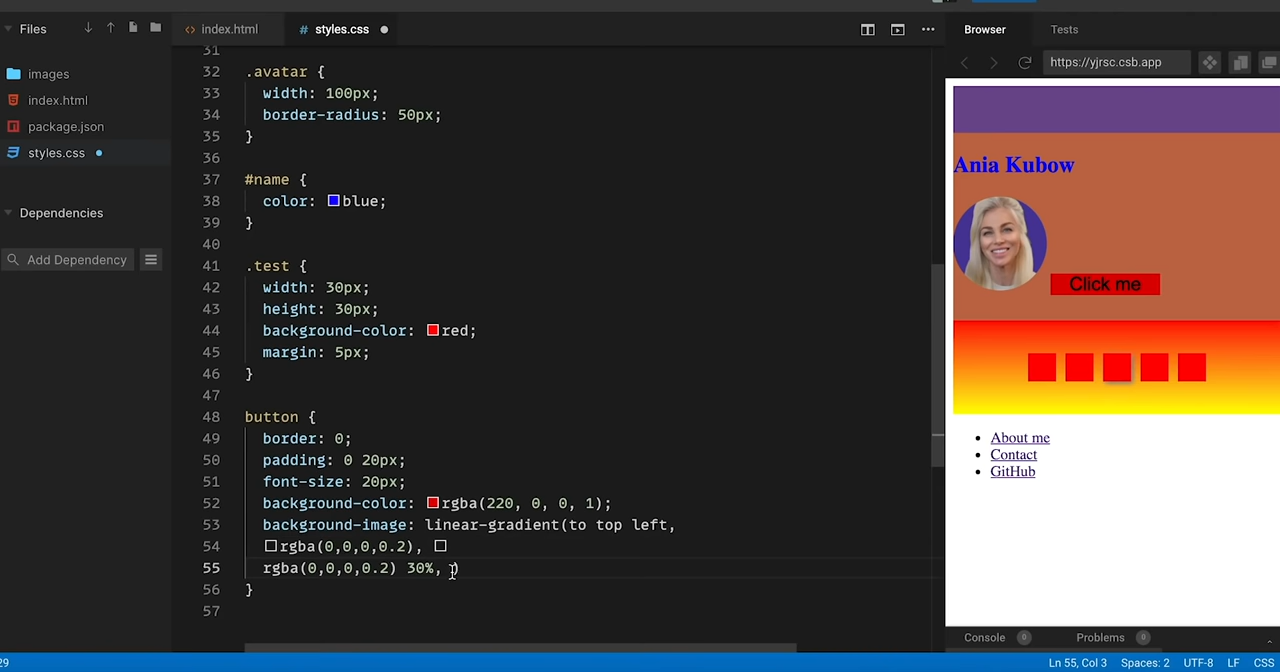 Files
index.html
# styles.css
Browser
Tests
https://yjrsc.csb.app
images
index.html
package.json
styles.css
Dependencies
Add Dependency
31
32 .avatar {
33 width: 100px;
34 border-radius: 50px;
35 }
36
37 #name {
38 color: blue;
39 }
40
41 .test {
42 width: 30px;
43 height: 30px;
44 background-color: red;
45 margin: 5px;
46 }
47
48 button {
49 border: 0;
50 padding: 0 20px;
51 font-size: 20px;
52 background-color: rgba(220, 0, 0, 1);
53 background-image: linear-gradient(to top left,
54 rgba(0,0,0,0.2),
55 rgba(0,0,0,0.2) 30%, )
56 }
57
Ania Kubow
Click me
About me
Contact
GitHub
Console 0
Problems 0
29
Ln 55, Col 3 Spaces: 2 UTF-8 LF CSS